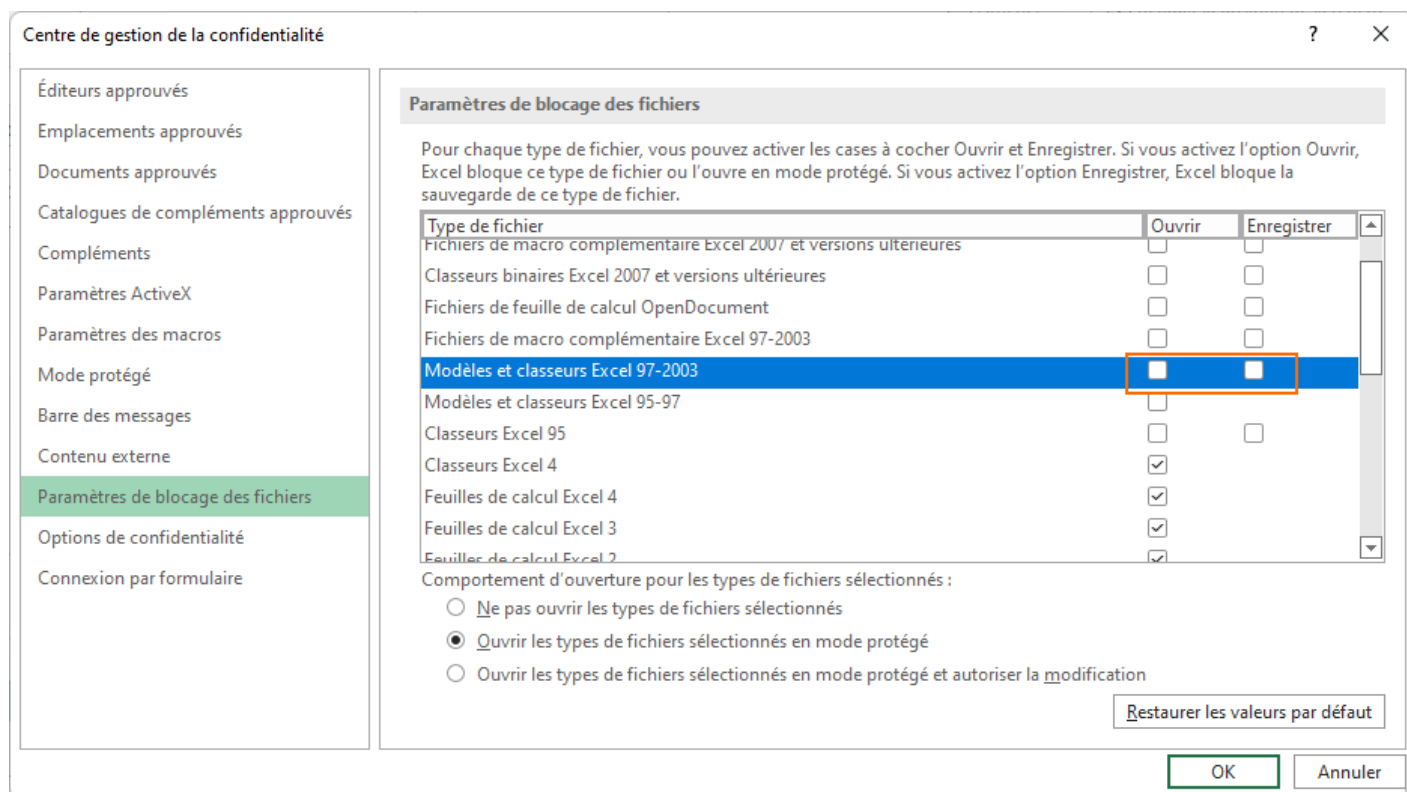 Centre de gestion de la confidentialité
?
Éditeurs approuvés
Emplacements approuvés
Documents approuvés
Catalogues de compléments approuvés
Compléments
Paramètres ActiveX
Paramètres des macros
Mode protégé
Barre des messages
Contenu externe
Paramètres de blocage des fichiers
Options de confidentialité
Connexion par formulaire
Paramètres de blocage des fichiers
Pour chaque type de fichier, vous pouvez activer les cases à cocher Ouvrir et Enregistrer. Si vous activez l'option Ouvrir,
Excel bloque ce type de fichier ou l'ouvre en mode protégé. Si vous activez l'option Enregistrer, Excel bloque la
sauvegarde de ce type de fichier.
Type de fichier Ouvrir Enregistrer
Fichiers de macro complémentaire Excel 2007 et versions ultérieures
Classeurs binaires Excel 2007 et versions ultérieures
Fichiers de feuille de calcul OpenDocument
Fichiers de macro complémentaire Excel 97-2003
Modèles et classeurs Excel 97-2003
Modèles et classeurs Excel 95-97
Classeurs Excel 95
Classeurs Excel 4
Feuilles de calcul Excel 4
Feuilles de calcul Excel 3
Feuilles de calcul Excel 2
Comportement d'ouverture pour les types de fichiers sélectionnés :
Ne pas ouvrir les types de fichiers sélectionnés
Ouvrir les types de fichiers sélectionnés en mode protégé
Ouvrir les types de fichiers sélectionnés en mode protégé et autoriser la modification
Restaurer les valeurs par défaut
OK Annuler